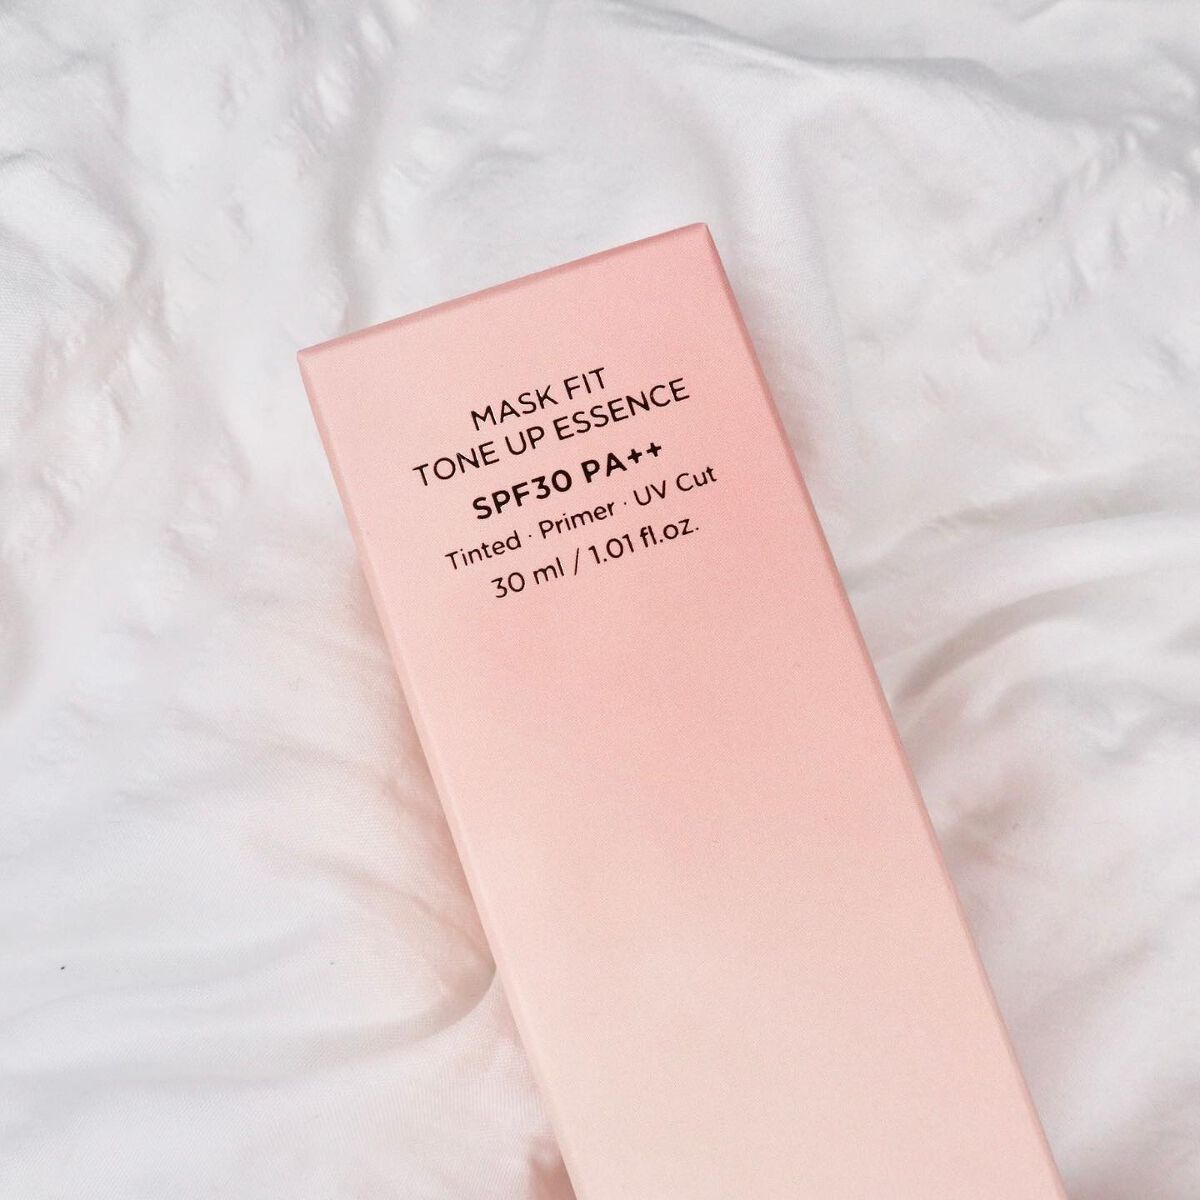 MASK FIT
TONE UP ESSENCE
SPF30 PA++
Tinted · Primer · UV Cut
30 ml / 1.01 fl.oz.